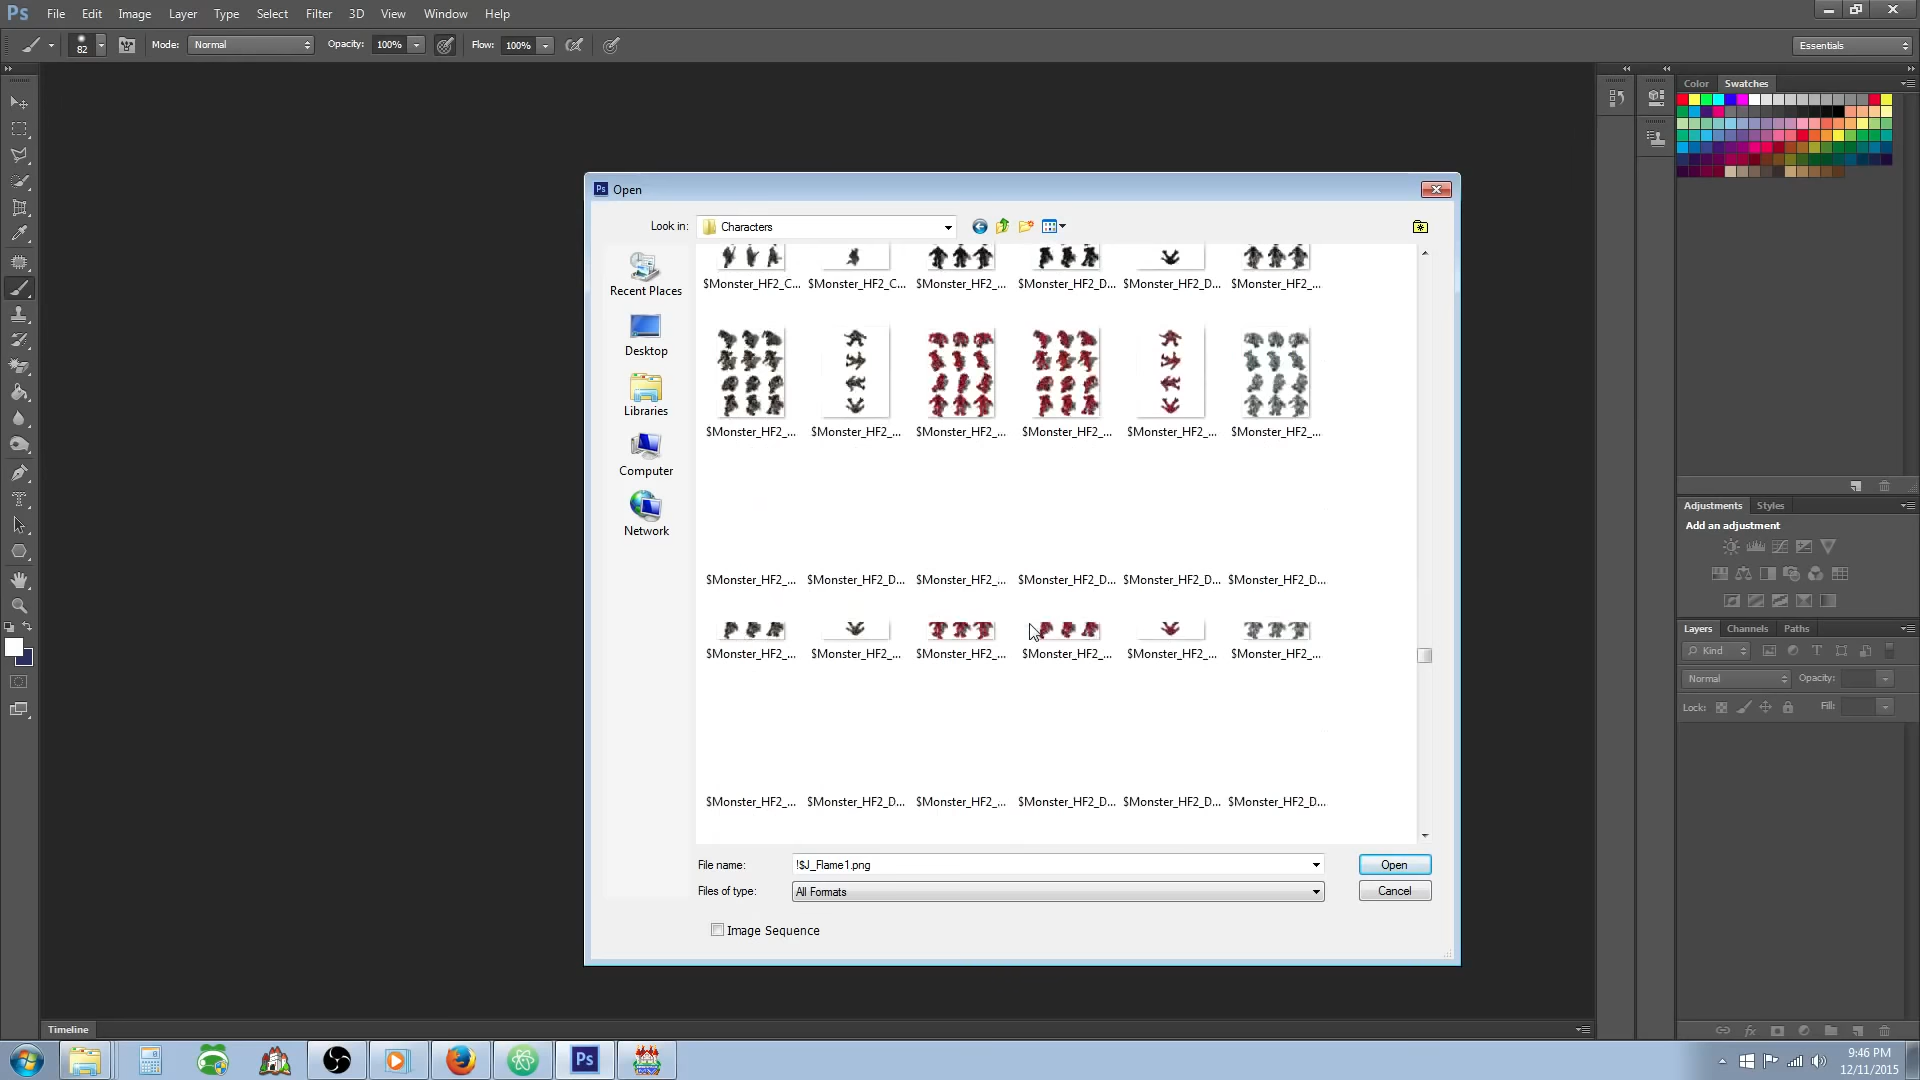 Ps File Edit Image Layer Type Select Filter 3D View Window Help
82 Mode: Normal Opacity: 100% Flow: 100% Essentials
Color Swatches
Ps Open
Look in: Characters
Recent Places
Desktop
Libraries
Computer
Network
$Monster_HF2_C... $Monster_HF2_C... $Monster_HF2_... $Monster_HF2_D... $Monster_HF2_D... $Monster_HF2_...
$Monster_HF2_... $Monster_HF2_... $Monster_HF2_... $Monster_HF2_... $Monster_HF2_... $Monster_HF2_...
$Monster_HF2_... $Monster_HF2_D... $Monster_HF2_... $Monster_HF2_D... $Monster_HF2_D... $Monster_HF2_D...
$Monster_HF2_... $Monster_HF2_... $Monster_HF2_... $Monster_HF2_... $Monster_HF2_... $Monster_HF2_...
$Monster_HF2_... $Monster_HF2_D... $Monster_HF2_... $Monster_HF2_D... $Monster_HF2_D... $Monster_HF2_D...
File name: !$J_Flame1.png Open
Files of type: All Formats Cancel
Image Sequence
Adjustments Styles
Add an adjustment
Layers Channels Paths
Kind
Normal Opacity:
Lock: Fill:
Timeline
Ps
9:46 PM
12/11/2015